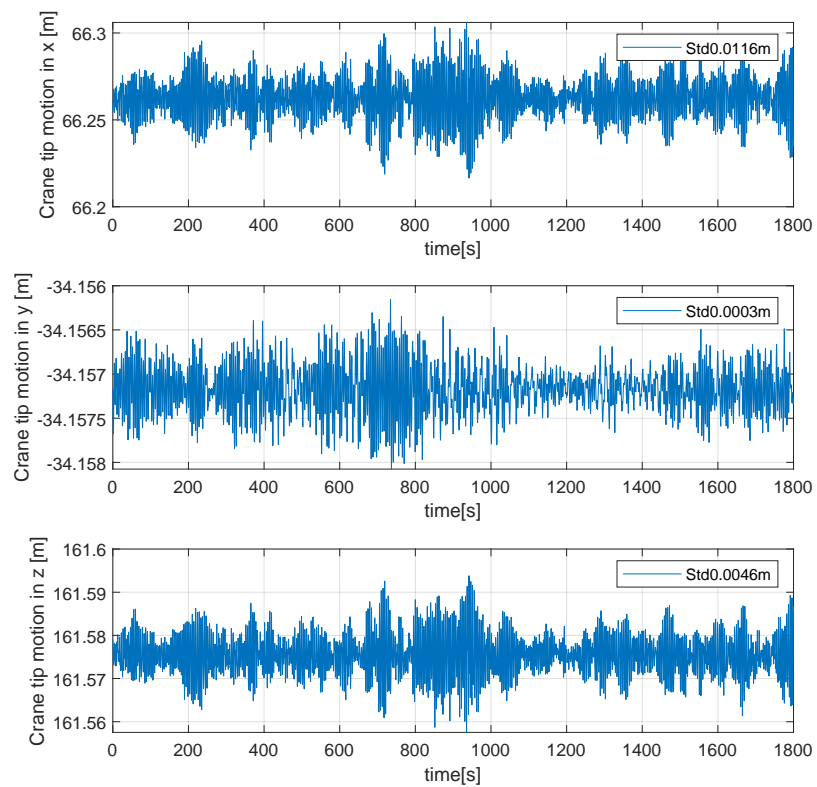 Crane tip motion in x [m]
66.3
66.25
66.2
Std0.0116m
0 200 400 600 800 1000 1200 1400 1600 1800
time[s]
Crane tip motion in y [m]
-34.156
-34.1565
-34.157
-34.1575
-34.158
Std0.0003m
0 200 400 600 800 1000 1200 1400 1600 1800
time[s]
Crane tip motion in z [m]
161.6
161.59
161.58
161.57
161.56
Std0.0046m
0 200 400 600 800 1000 1200 1400 1600 1800
time[s]